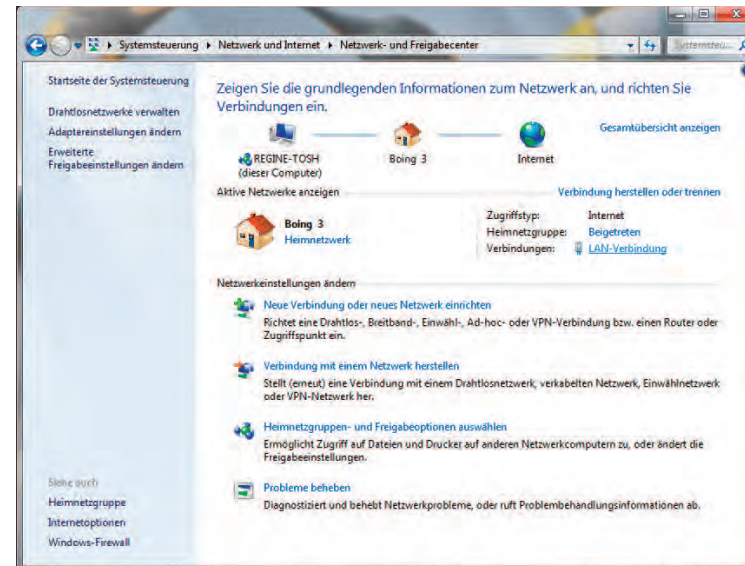 Systemsteuerung ▸ Netzwerk und Internet ▸ Netzwerk- und Freigabecenter
Startseite der Systemsteuerung
Drahtlosnetzwerke verwalten
Adaptereinstellungen ändern
Erweiterte
Freigabeeinstellungen ändern
Zeigen Sie die grundlegenden Informationen zum Netzwerk an, und richten Sie
Verbindungen ein.
Gesamtübersicht anzeigen
REGINE-TOSH
(dieser Computer)
Boing 3
Internet
Aktive Netzwerke anzeigen
Verbindung herstellen oder trennen
Boing 3
Heimnetzwerk
Zugriffstyp: Internet
Heimnetzgruppe: Beigetreten
Verbindungen: LAN-Verbindung
Netzwerkeinstellungen ändern
Neue Verbindung oder neues Netzwerk einrichten
Richtet eine Drahtlos-, Breitband-, Einwähl-, Ad-hoc- oder VPN-Verbindung bzw. einen Router oder
Zugriffspunkt ein.
Verbindung mit einem Netzwerk herstellen
Stellt (erneut) eine Verbindung mit einem Drahtlosnetzwerk, verkabelten Netzwerk, Einwählnetzwerk
oder VPN-Netzwerk her.
Heimnetzgruppen- und Freigabeoptionen auswählen
Ermöglicht Zugriff auf Dateien und Drucker auf anderen Netzwerkcomputern zu, oder ändert die
Freigabeeinstellungen.
Probleme beheben
Diagnostiziert und behebt Netzwerkprobleme, oder ruft Problembehandlungsinformationen ab.
Siehe auch
Heimnetzgruppe
Internetoptionen
Windows-Firewall